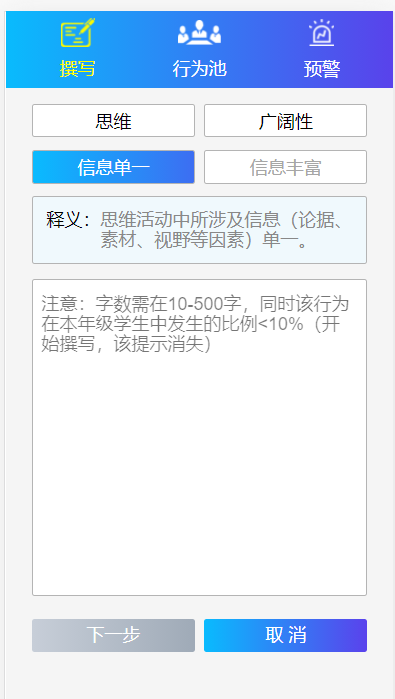 撰写 行为池 预警
思维 广阔性
信息单一 信息丰富
释义：思维活动中所涉及信息（论据、
素材、视野等因素）单一。
注意：字数需在10-500字，同时该行为
在本年级学生中发生的比例<10%（开
始撰写，该提示消失）
下一步 取 消